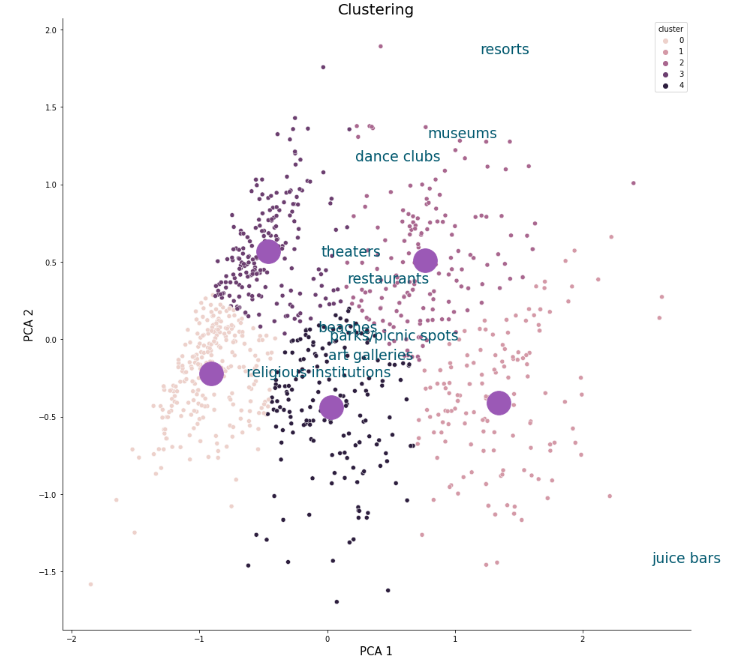 Clustering
2.0
1.5
1.0
0.5
0.0
−0.5
−1.0
−1.5
PCA 2
cluster
0
1
2
3
4
resorts
museums
dance clubs
theaters
restaurants
beaches
parks/picnic spots
art galleries
religious institutions
juice bars
−2
−1
0
1
2
PCA 1